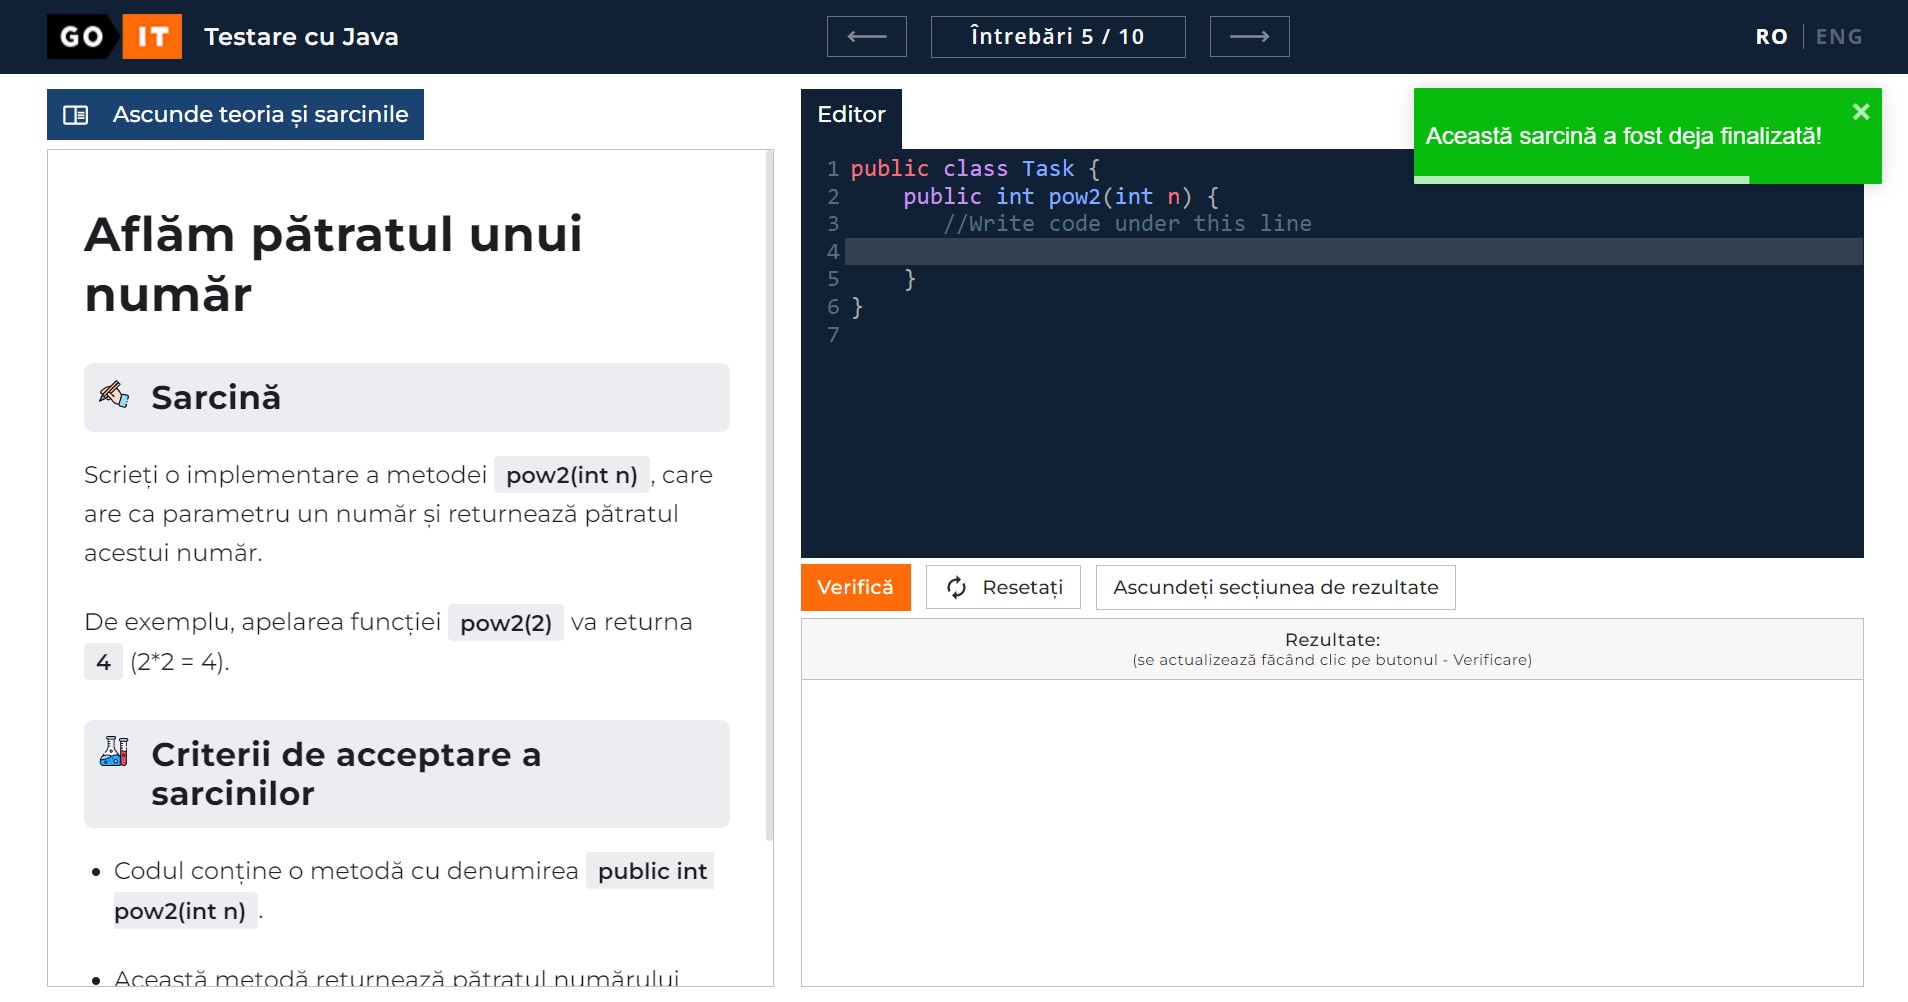 GO IT Testare cu Java
Întrebări 5 / 10
RO ENG
Ascunde teoria și sarcinile
Aflăm pătratul unui
număr
Sarcină
Scrieți o implementare a metodei pow2(int n) , care
are ca parametru un număr și returnează pătratul
acestui număr.
De exemplu, apelarea funcției pow2(2) va returna
4 (2*2 = 4).
Criterii de acceptare a
sarcinilor
Codul conține o metodă cu denumirea public int
pow2(int n) .
Această metodă returnează pătratul numărului
Editor
Această sarcină a fost deja finalizată!
1 public class Task {
2 public int pow2(int n) {
3 //Write code under this line
4
5 }
6 }
7
Verifică
Resetați
Ascundeți secțiunea de rezultate
Rezultate:
(se actualizează făcând clic pe butonul - Verificare)